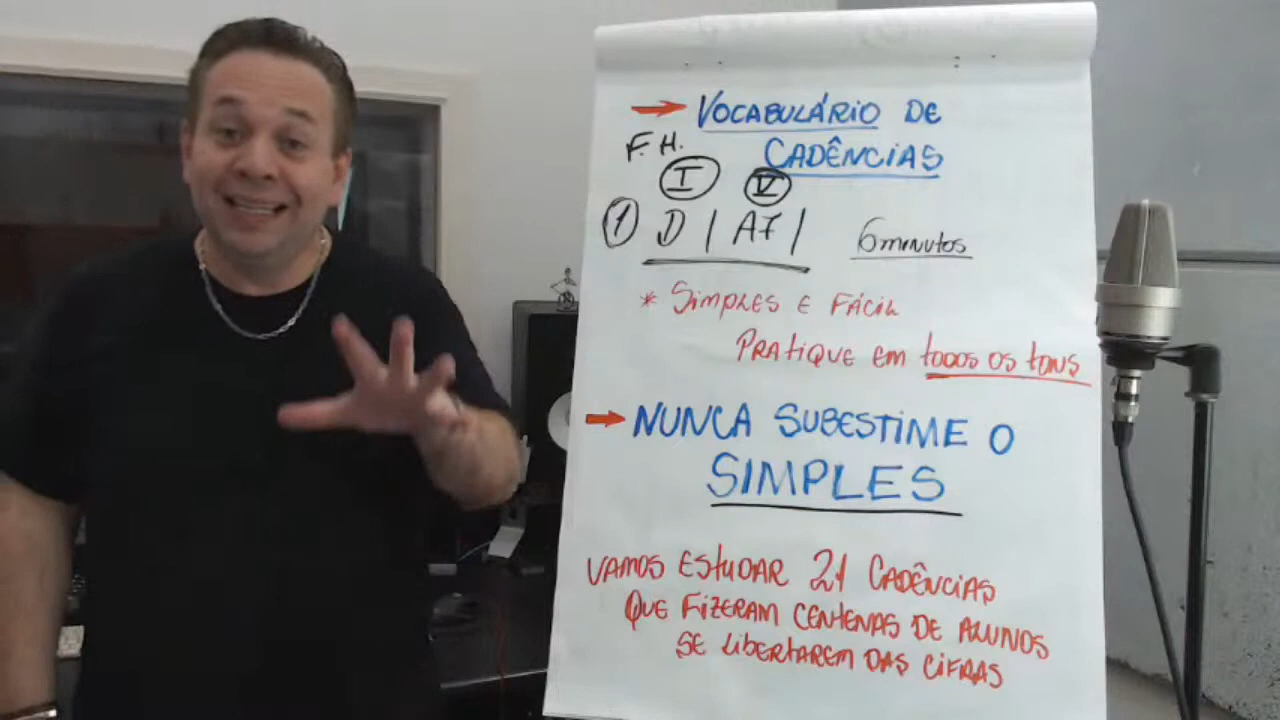 → VOCABULÁRIO DE
CADÊNCIAS
F. H.
I V
1 D | A7 | 6 minutos
* SIMPLES E FÁCIL
PRATIQUE EM TODOS OS TONS
→ NUNCA SUBESTIME O
SIMPLES
VAMOS ESTUDAR 21 CADÊNCIAS
QUE FIZERAM CENTENAS DE ALUNOS
SE LIBERTAREM DAS CIFRAS